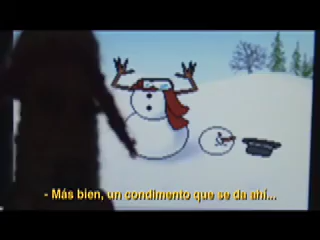 - Más bien, un condimento que se da ahí...